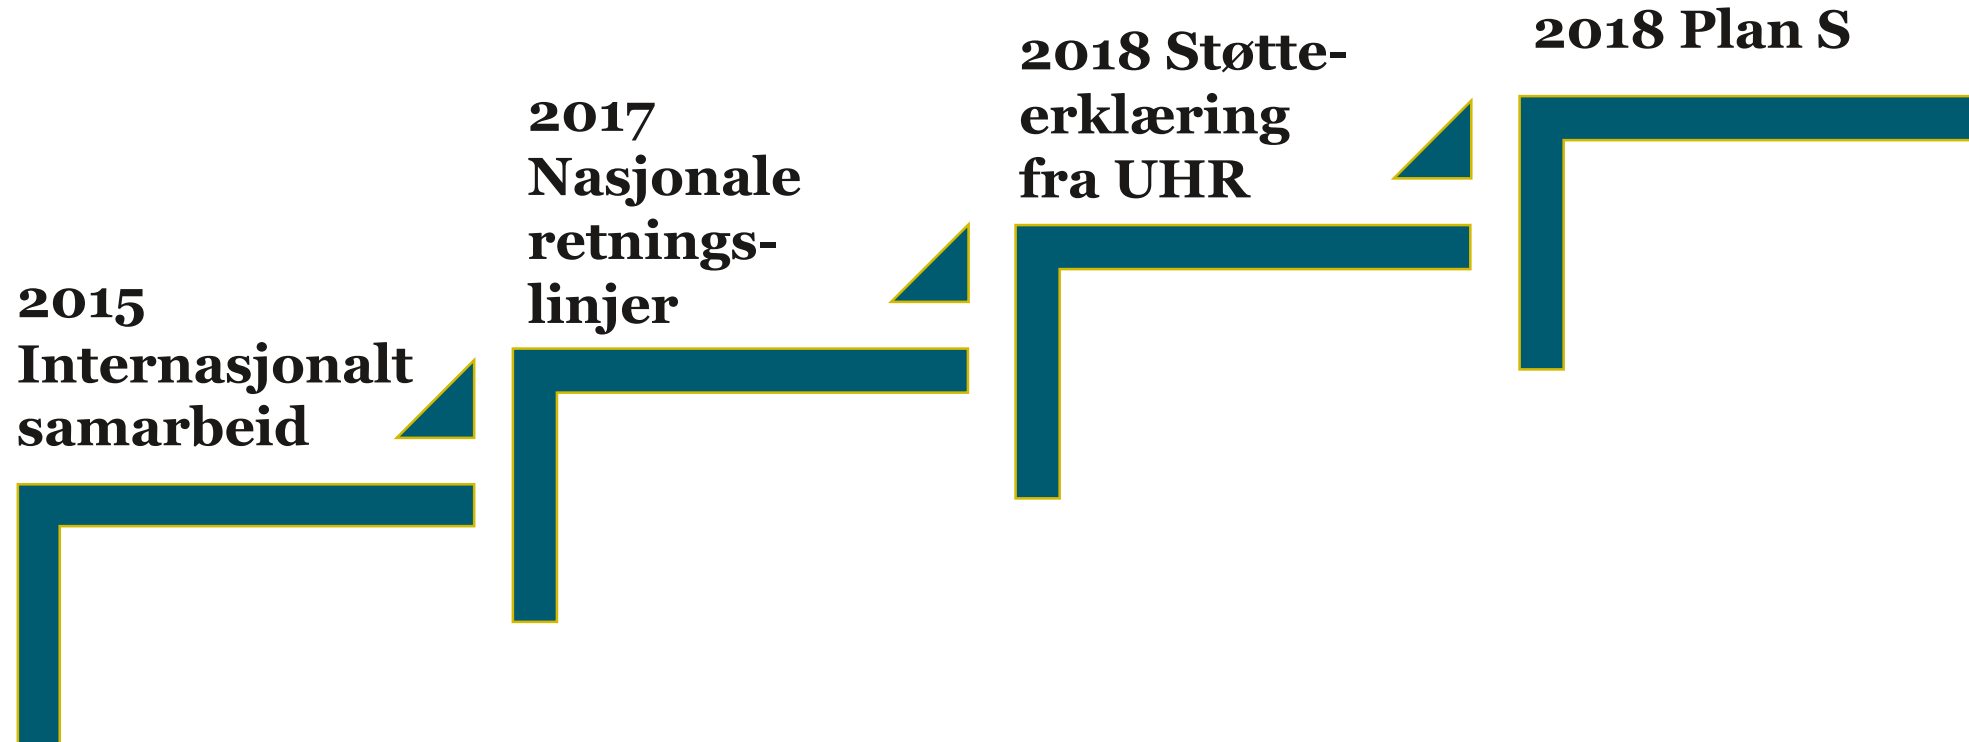 2015
Internasjonalt
samarbeid
2017
Nasjonale
retnings-
linjer
2018 Støtte-
erklæring
fra UHR
2018 Plan S